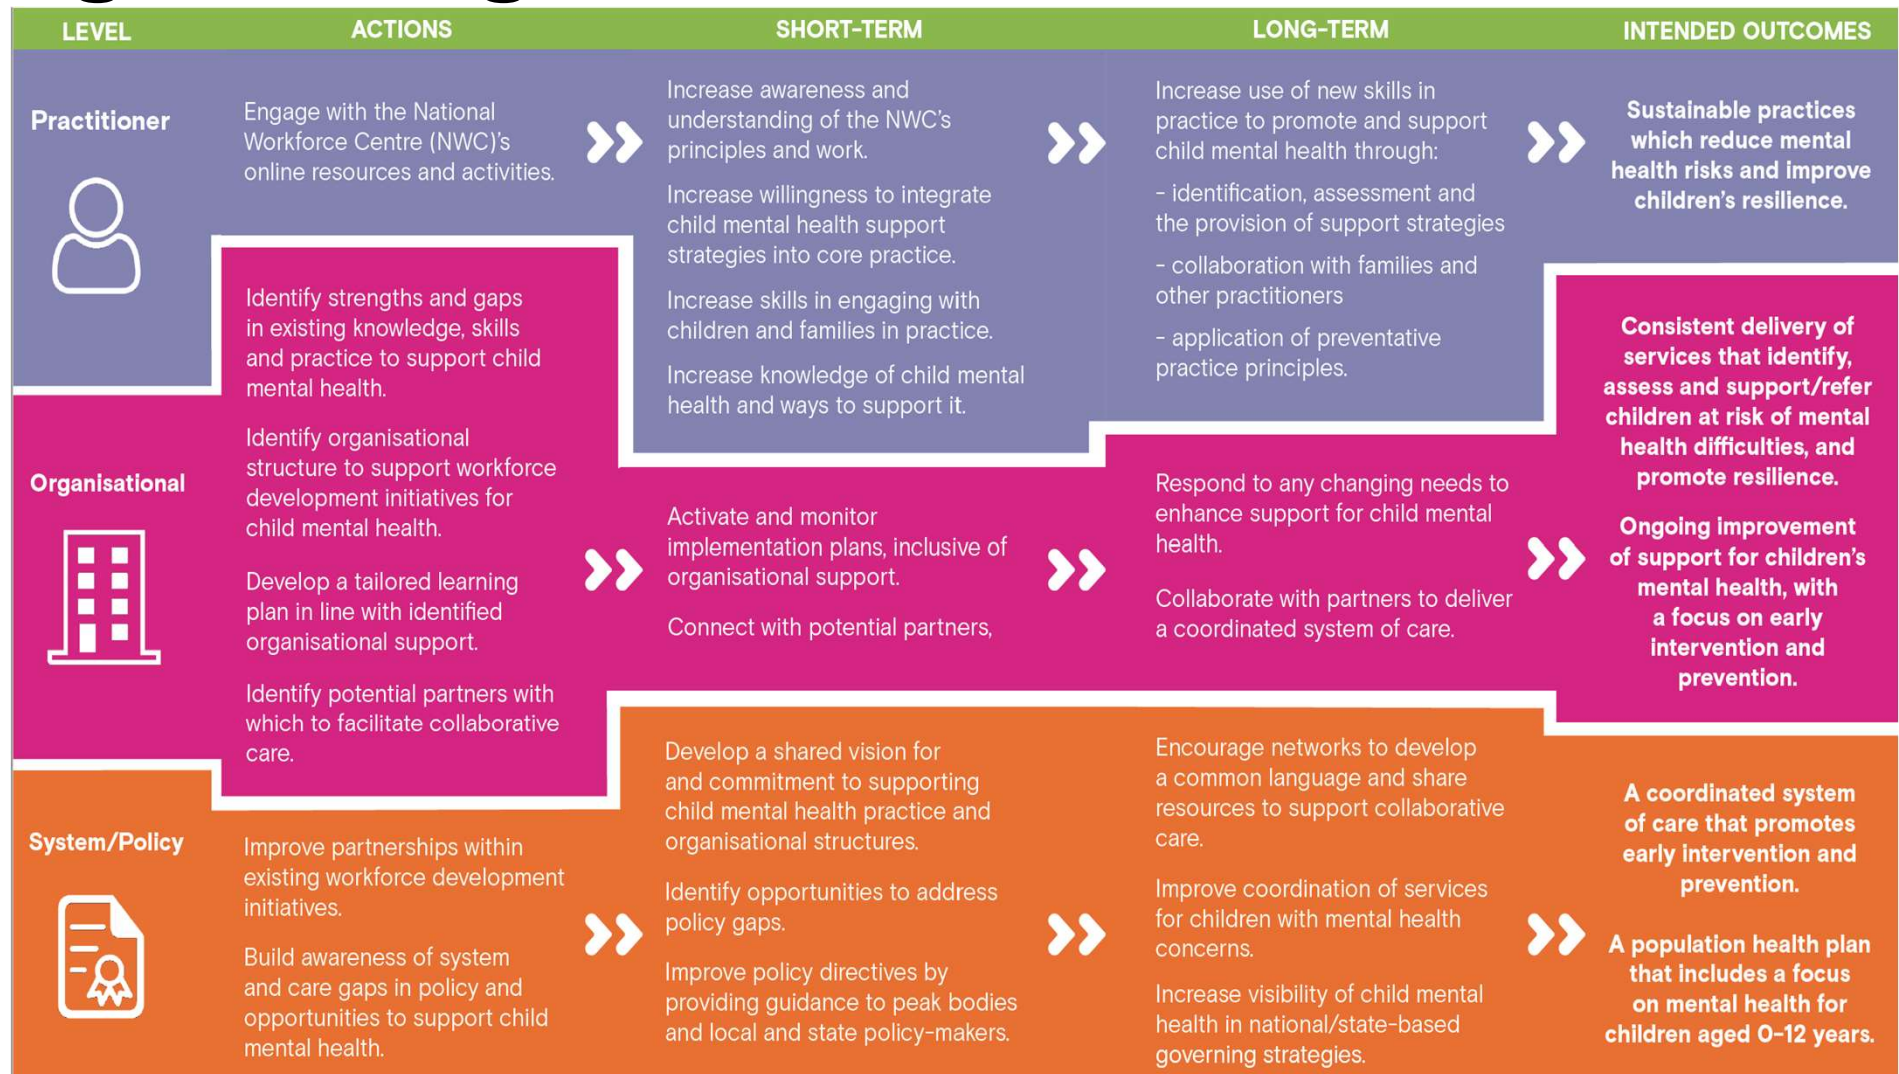 LEVEL
ACTIONS
SHORT-TERM
LONG-TERM
INTENDED OUTCOMES
Practitioner
Engage with the National
Workforce Centre (NWC)'s
online resources and activities.
Increase awareness and
understanding of the NWC's
principles and work.
Increase willingness to integrate
child mental health support
strategies into core practice.
Increase skills in engaging with
children and families in practice.
Increase knowledge of child mental
health and ways to support it.
Increase use of new skills in
practice to promote and support
child mental health through:
- identification, assessment and
the provision of support strategies
- collaboration with families and
other practitioners
- application of preventative
practice principles.
Sustainable practices
which reduce mental
health risks and improve
children's resilience.
Organisational
Identify strengths and gaps
in existing knowledge, skills
and practice to support child
mental health.
Identify organisational
structure to support workforce
development initiatives for
child mental health.
Develop a tailored learning
plan in line with identified
organisational support.
Identify potential partners with
which to facilitate collaborative
care.
Activate and monitor
implementation plans, inclusive of
organisational support.
Connect with potential partners,
Respond to any changing needs to
enhance support for child mental
health.
Collaborate with partners to deliver
a coordinated system of care.
Consistent delivery of
services that identify,
assess and support/refer
children at risk of mental
health difficulties, and
promote resilience.
Ongoing improvement
of support for children's
mental health, with
a focus on early
intervention and
prevention.
System/Policy
Improve partnerships within
existing workforce development
initiatives.
Build awareness of system
and care gaps in policy and
opportunities to support child
mental health.
Develop a shared vision for
and commitment to supporting
child mental health practice and
organisational structures.
Identify opportunities to address
policy gaps.
Improve policy directives by
providing guidance to peak bodies
and local and state policy-makers.
Encourage networks to develop
a common language and share
resources to support collaborative
care.
Improve coordination of services
for children with mental health
concerns.
Increase visibility of child mental
health in national/state-based
governing strategies.
A coordinated system
of care that promotes
early intervention and
prevention.
A population health plan
that includes a focus
on mental health for
children aged 0-12 years.